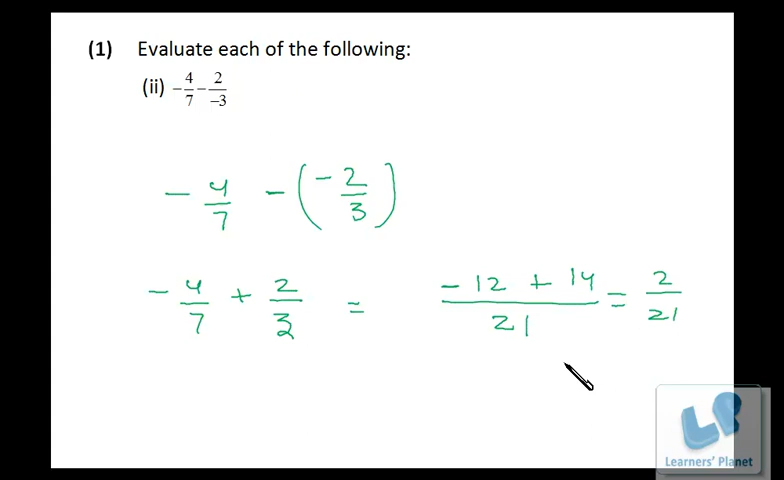 (1) Evaluate each of the following:
(ii) -4/7 - 2/-3
- 4/7 - (-2/3)
- 4/7 + 2/3 = (-12 + 14)/21 = 2/21
LP
Learners' Planet